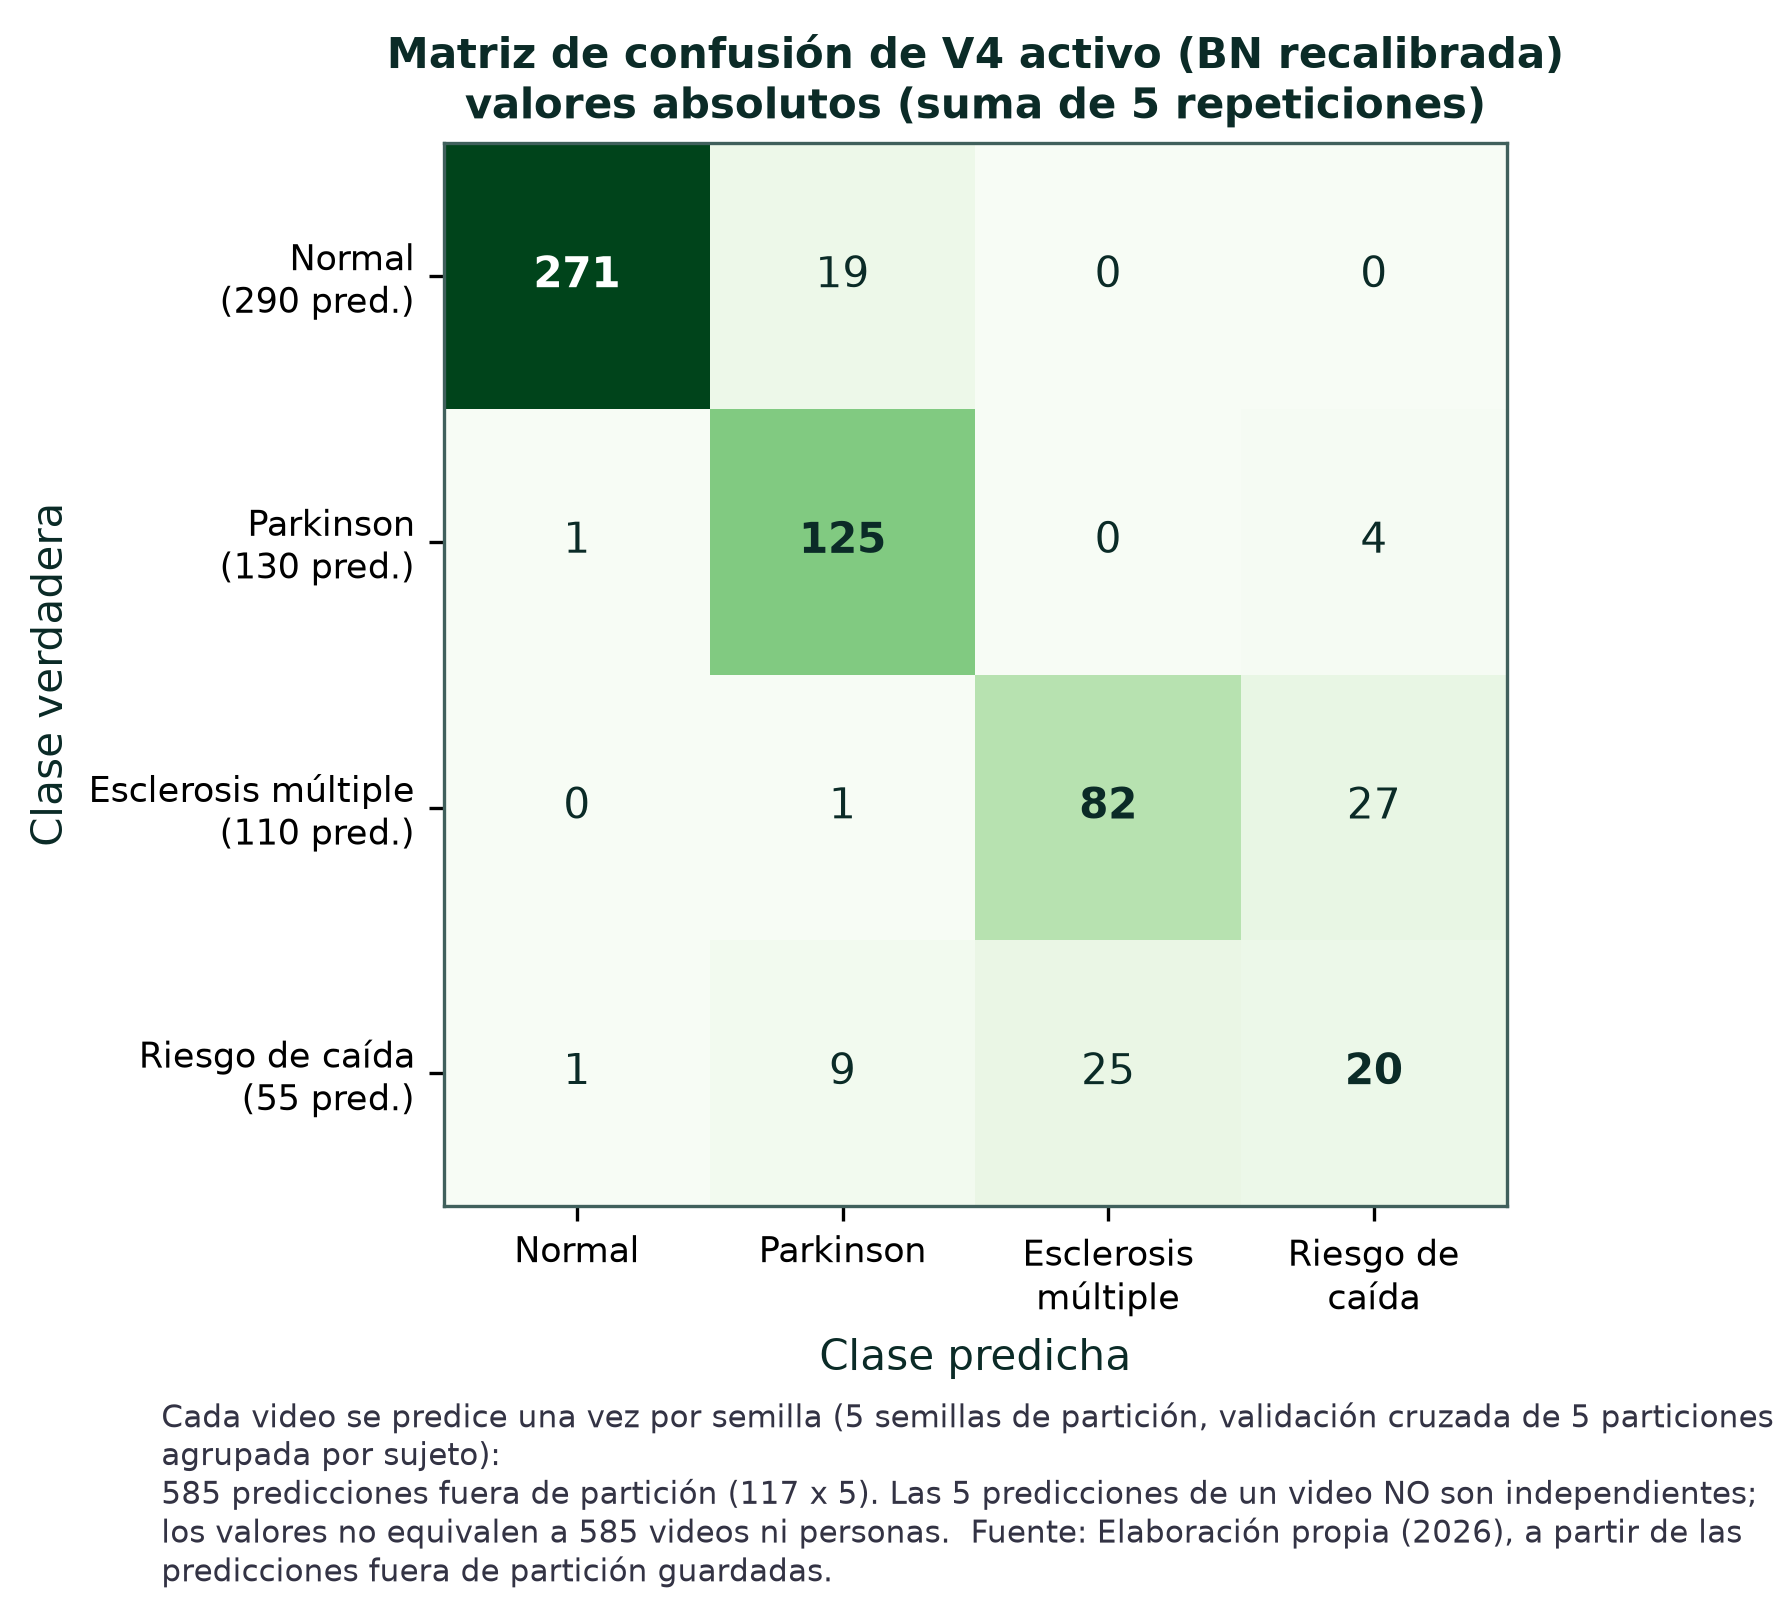 Matriz de confusión de V4 activo (BN recalibrada)
valores absolutos (suma de 5 repeticiones)
Clase verdadera
Normal
(290 pred.)
271 19 0 0
Parkinson
(130 pred.)
1 125 0 4
Esclerosis múltiple
(110 pred.)
0 1 82 27
Riesgo de caída
(55 pred.)
1 9 25 20
Normal
Parkinson
Esclerosis
múltiple
Riesgo de
caída
Clase predicha
Cada video se predice una vez por semilla (5 semillas de partición, validación cruzada de 5 particiones
agrupada por sujeto):
585 predicciones fuera de partición (117 x 5). Las 5 predicciones de un video NO son independientes;
los valores no equivalen a 585 videos ni personas.  Fuente: Elaboración propia (2026), a partir de las
predicciones fuera de partición guardadas.